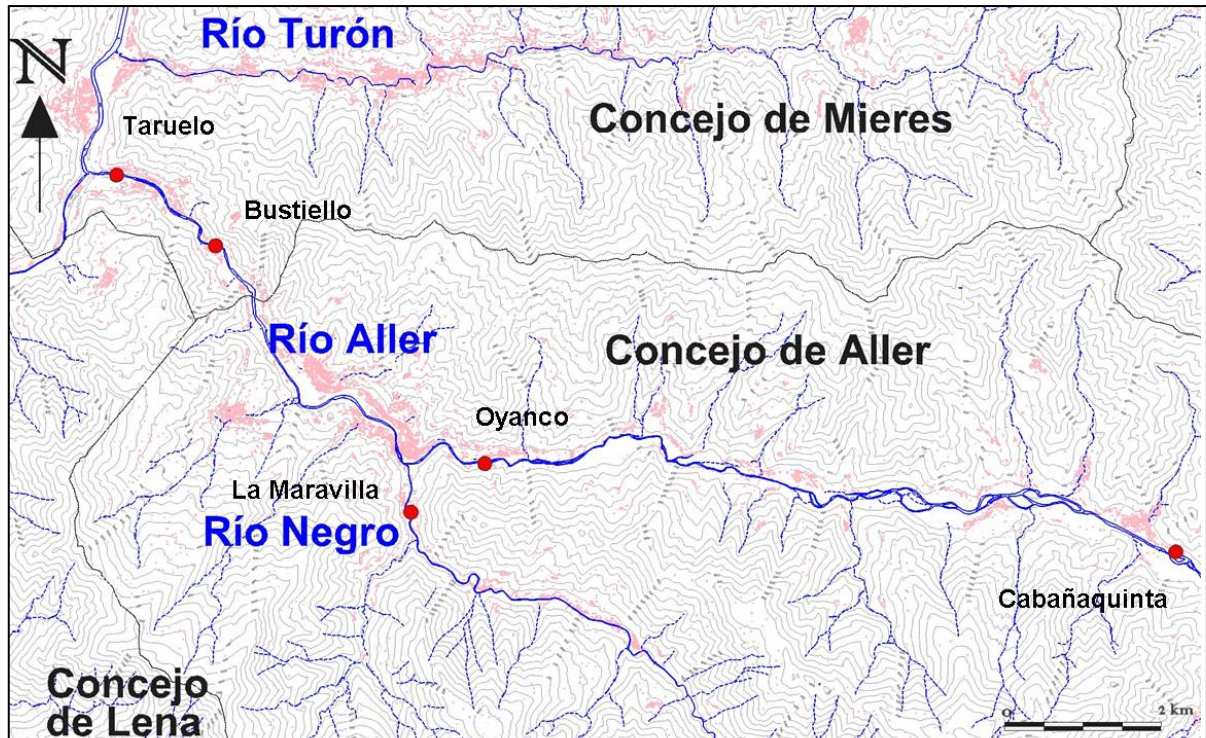 Río Turón
N
Concejo de Mieres
Taruelo
Bustiello
Río Aller
Concejo de Aller
Oyanco
La Maravilla
Río Negro
Cabañaquinta
Concejo
de Lena
0 2 km